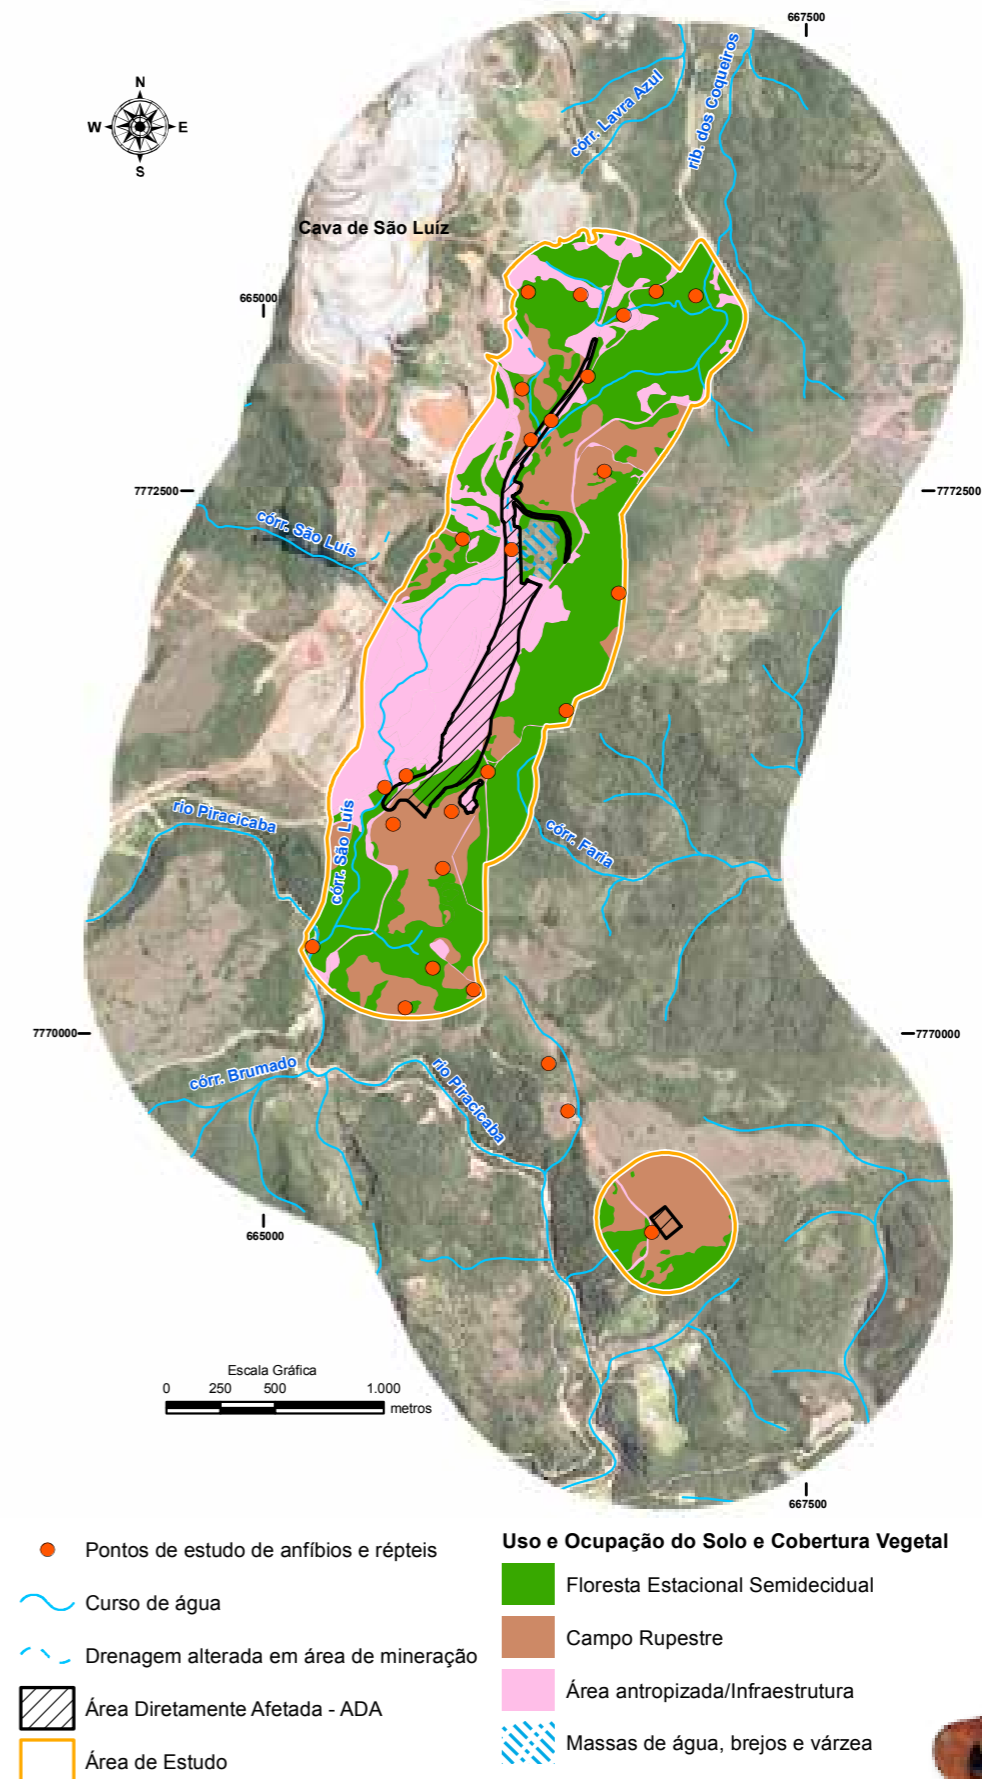 667500
N
W
E
S
córr. Lavra Azul
rib. dos Coqueiros
Cava de São Luíz
665000
7772500
7772500
córr. São Luís
rio Piracicaba
córr. São Luís
córr. Faria
7770000
7770000
córr. Brumado
rio Piracicaba
665000
Escala Gráfica
0 250 500 1.000
metros
667500
Pontos de estudo de anfíbios e répteis
Curso de água
Drenagem alterada em área de mineração
Área Diretamente Afetada - ADA
Área de Estudo
Uso e Ocupação do Solo e Cobertura Vegetal
Floresta Estacional Semidecidual
Campo Rupestre
Área antropizada/Infraestrutura
Massas de água, brejos e várzea